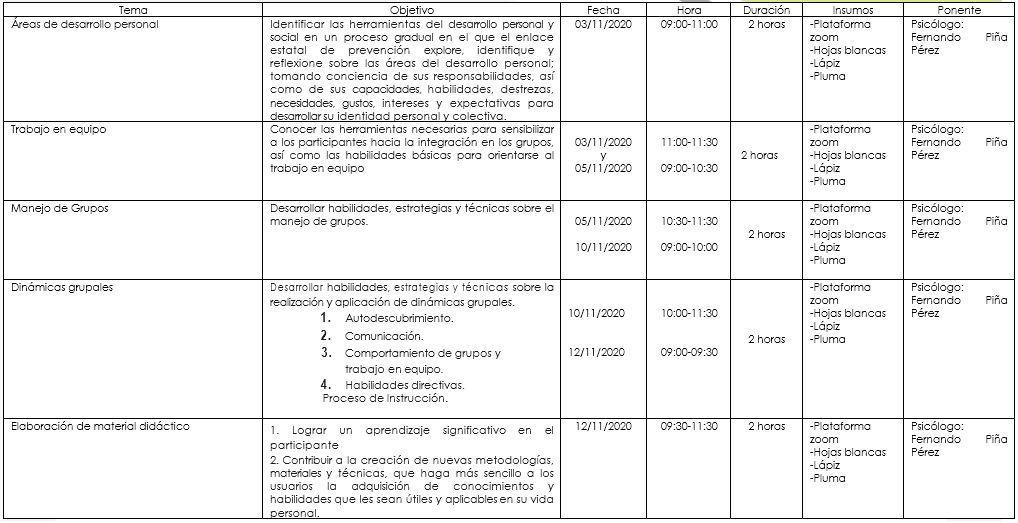 Tema Objetivo Fecha Hora Duración Insumos Ponente
Áreas de desarrollo personal
Identificar las herramientas del desarrollo personal y
social en un proceso gradual en el que el enlace
estatal de prevención explore, identifique y
reflexione sobre las áreas del desarrollo personal;
tomando conciencia de sus responsabilidades, así
como de sus capacidades, habilidades, destrezas,
necesidades, gustos, intereses y expectativas para
desarrollar su identidad personal y colectiva.
03/11/2020
09:00-11:00
2 horas
-Plataforma
zoom
-Hojas blancas
-Lápiz
-Pluma
Psicólogo:
Fernando Piña
Pérez
Trabajo en equipo
Conocer las herramientas necesarias para sensibilizar
a los participantes hacia la integración en los grupos,
así como las habilidades básicas para orientarse al
trabajo en equipo
03/11/2020
y
05/11/2020
11:00-11:30
09:00-10:30
2 horas
-Plataforma
zoom
-Hojas blancas
-Lápiz
-Pluma
Psicólogo:
Fernando Piña
Pérez
Manejo de Grupos
Desarrollar habilidades, estrategias y técnicas sobre el
manejo de grupos.
05/11/2020
10/11/2020
10:30-11:30
09:00-10:00
2 horas
-Plataforma
zoom
-Hojas blancas
-Lápiz
-Pluma
Psicólogo:
Fernando Piña
Pérez
Dinámicas grupales
Desarrollar habilidades, estrategias y técnicas sobre la
realización y aplicación de dinámicas grupales.
1. Autodescubrimiento.
2. Comunicación.
3. Comportamiento de grupos y
trabajo en equipo.
4. Habilidades directivas.
Proceso de Instrucción.
10/11/2020
12/11/2020
10:00-11:30
09:00-09:30
2 horas
-Plataforma
zoom
-Hojas blancas
-Lápiz
-Pluma
Psicólogo:
Fernando Piña
Pérez
Elaboración de material didáctico
1. Lograr un aprendizaje significativo en el
participante
2. Contribuir a la creación de nuevas metodologías,
materiales y técnicas, que haga más sencillo a los
usuarios la adquisición de conocimientos y
habilidades que les sean útiles y aplicables en su vida
personal.
12/11/2020
09:30-11:30
2 horas
-Plataforma
zoom
-Hojas blancas
-Lápiz
-Pluma
Psicólogo:
Fernando Piña
Pérez